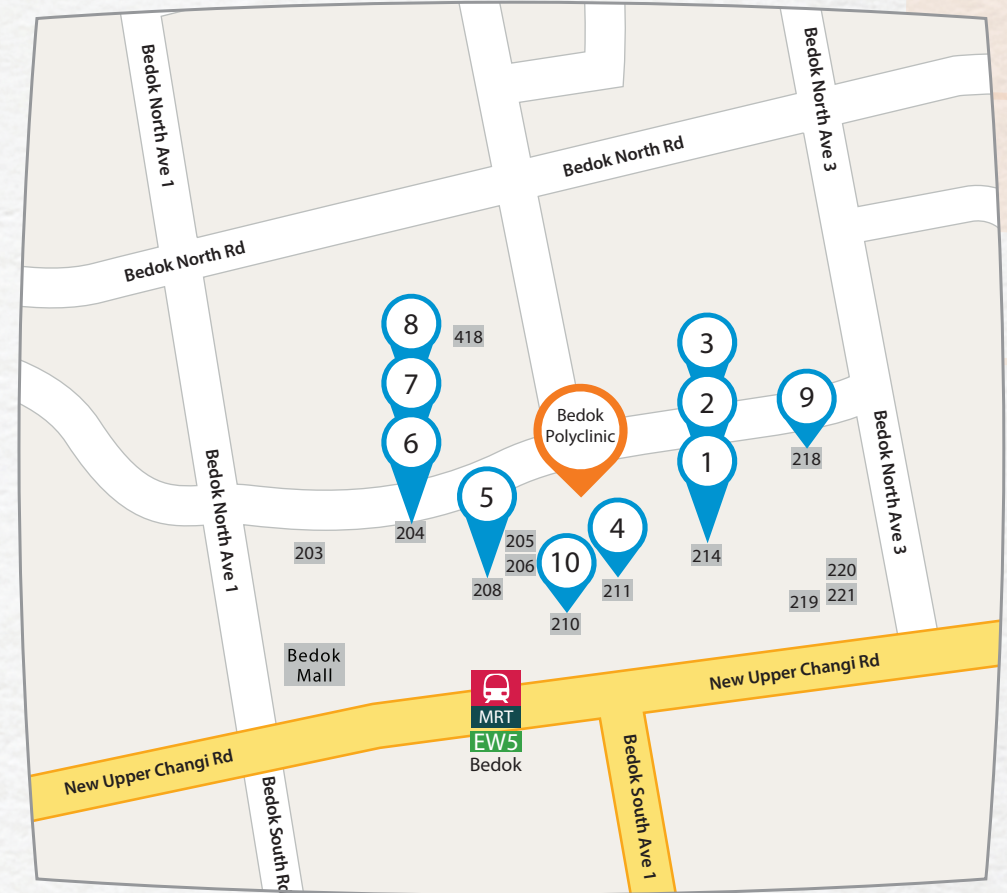 Bedok North Ave 1
Bedok North Ave 3
Bedok North Rd
Bedok North Rd
8
418
3
7
2
9
Bedok
Polyclinic
6
1
218
5
4
204
205
203
10
214
206
220
208
211
221
219
210
Bedok North Ave 1
Bedok North Ave 3
Bedok
Mall
New Upper Changi Rd
MRT
EW5
Bedok
New Upper Changi Rd
Bedok South Rd
Bedok South Ave 1